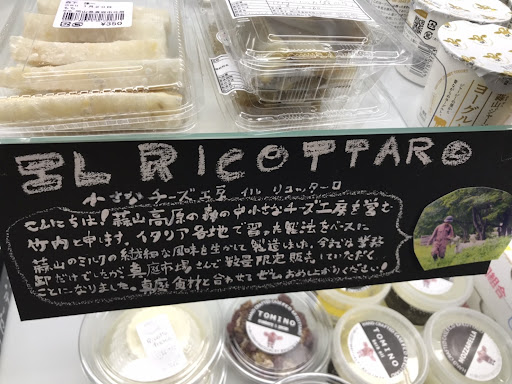 ¥350
ヨーグル
IL RICOTTARO
小さなチーズ工房 イル リコッターロ
こんにちは！蒜山高原の森の中小さなチーズ工房を営む
竹内と申します。イタリア各地で習った製法をベースに
蒜山のミルクの繊細な風味を生かして製造しました。今までは業務
卸だけでしたが、真庭市場さんで数量限定販売していただく
ことになりました。真庭食材と合わせてぜひお召し上がりください！
TOMINO
TOMINO
MOZZARELLA